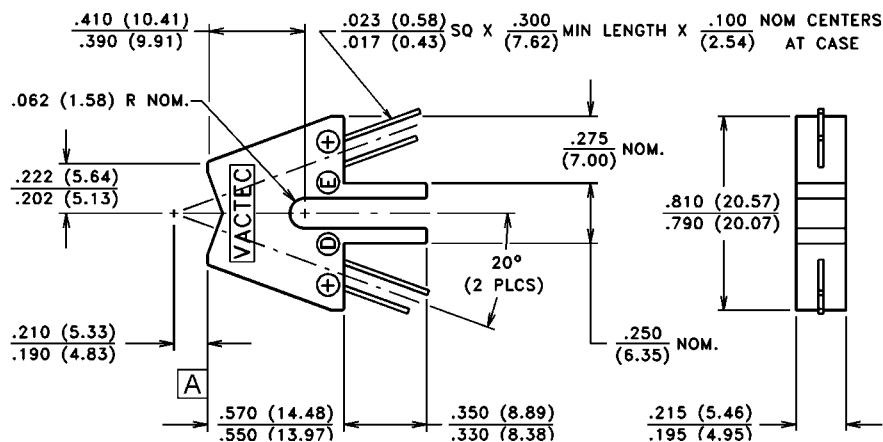 .410 (10.41)
.390 (9.91)
.023 (0.58)
.017 (0.43)
SQ X
.300
(7.62)
MIN LENGTH X
.100
(2.54)
NOM CENTERS
AT CASE
.062 (1.58) R NOM.
.222 (5.64)
.202 (5.13)
VACTEC
+
E
D
+
.275
(7.00)
NOM.
.810 (20.57)
.790 (20.07)
20°
(2 PLCS)
.250
(6.35)
NOM.
.210 (5.33)
.190 (4.83)
A
.570 (14.48)
.550 (13.97)
.350 (8.89)
.330 (8.38)
.215 (5.46)
.195 (4.95)